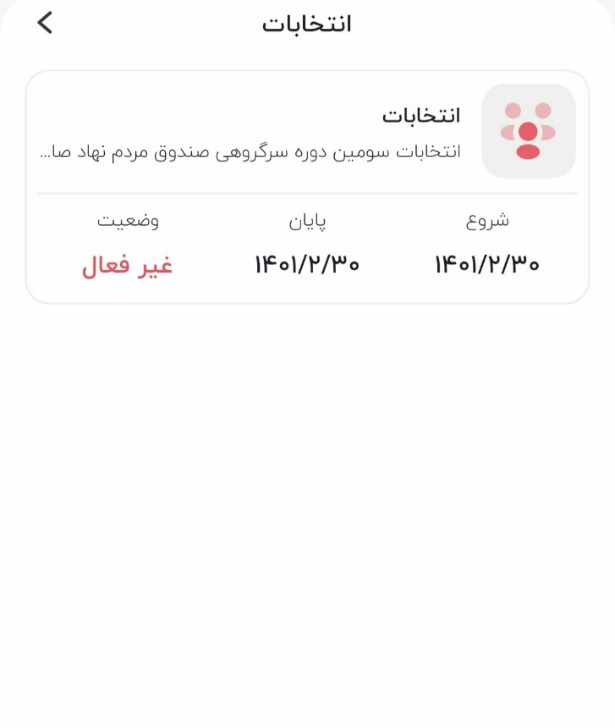 انتخابات
انتخابات
انتخابات سومین دوره سرگروهی صندوق مردم نهاد صا...
شروع پایان وضعیت
۱۴۰۱/۲/۳۰ ۱۴۰۱/۲/۳۰ غیر فعال